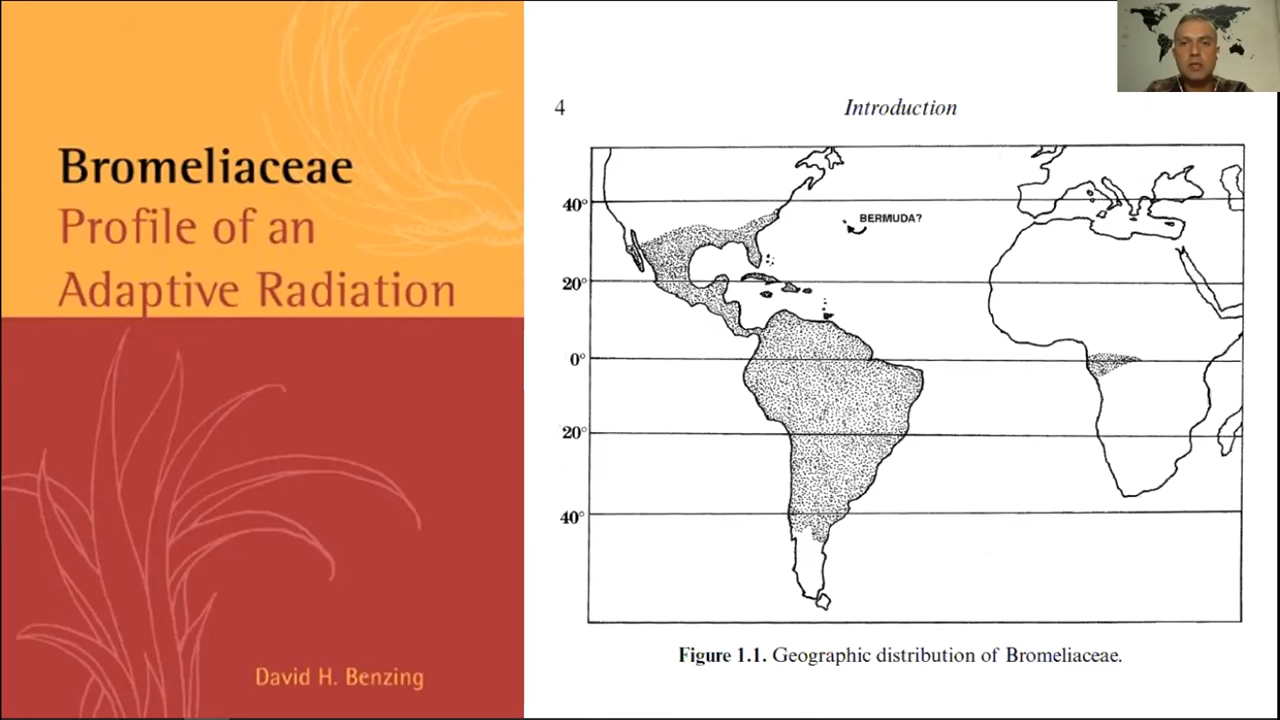 Bromeliaceae
Profile of an
Adaptive Radiation
David H. Benzing
4
Introduction
40°
20°
0°
20°
40°
BERMUDA?
Figure 1.1. Geographic distribution of Bromeliaceae.